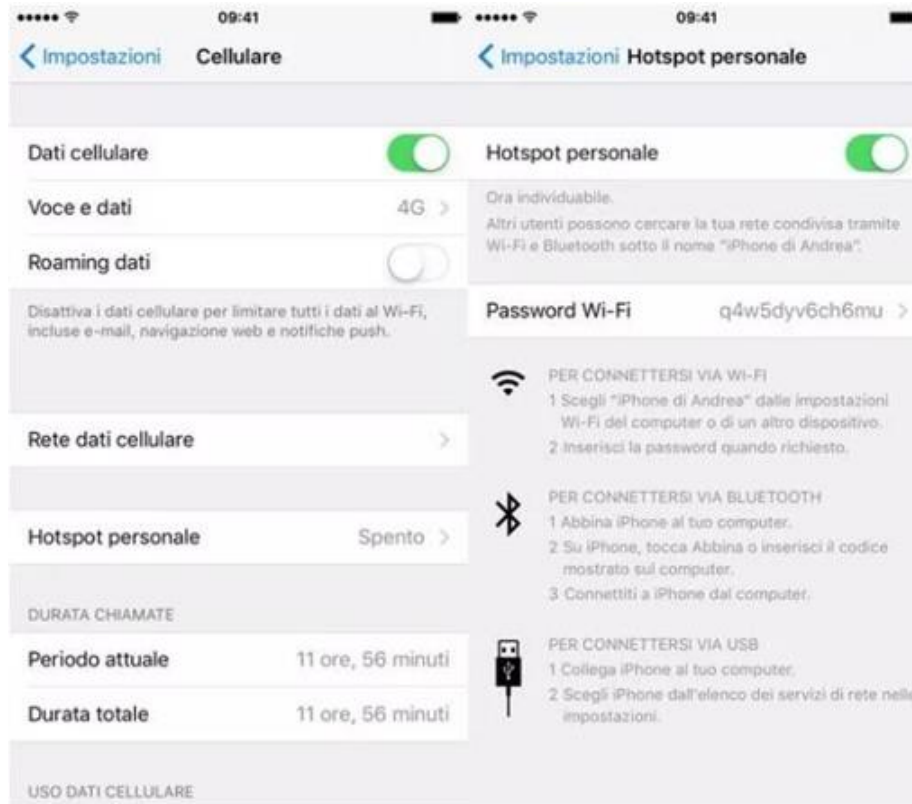 09:41
Impostazioni
Cellulare
Dati cellulare
Voce e dati
4G
Roaming dati
Disattiva i dati cellulare per limitare tutti i dati al Wi-Fi,
incluse e-mail, navigazione web e notifiche push.
Rete dati cellulare
Hotspot personale
Spento
DURATA CHIAMATE
Periodo attuale
11 ore, 56 minuti
Durata totale
11 ore, 56 minuti
USO DATI CELLULARE
09:41
Impostazioni
Hotspot personale
Hotspot personale
Ora individuabile.
Altri utenti possono cercare la tua rete condivisa tramite
Wi-Fi e Bluetooth sotto il nome "iPhone di Andrea".
Password Wi-Fi
q4w5dyv6ch6mu
PER CONNETTERSI VIA WI-FI
1 Scegli "iPhone di Andrea" dalle impostazioni
Wi-Fi del computer o di un altro dispositivo.
2 Inserisci la password quando richiesto.
PER CONNETTERSI VIA BLUETOOTH
1 Abbina iPhone al tuo computer.
2 Su iPhone, tocca Abbina o inserisci il codice
mostrato sul computer.
3 Connettiti a iPhone dal computer.
PER CONNETTERSI VIA USB
1 Collega iPhone al tuo computer.
2 Scegli iPhone dall'elenco dei servizi di rete nelle
impostazioni.